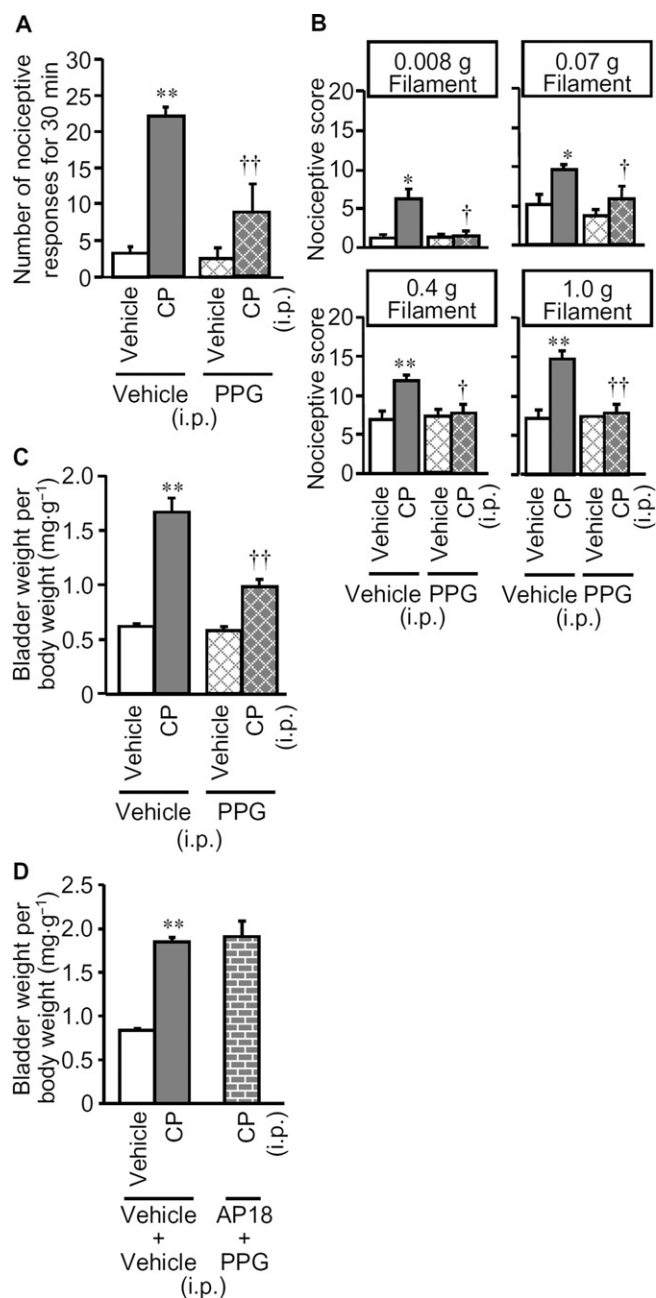 A
Number of nociceptive
responses for 30 min
30
25
20
15
10
5
0
**
††
Vehicle
CP
Vehicle
CP
(i.p.)
Vehicle
PPG
(i.p.)
B
0.008 g
Filament
0.07 g
Filament
Nociceptive score
20
15
10
5
0
*
†
*
†
0.4 g
Filament
1.0 g
Filament
Nociceptive score
20
15
10
5
0
**
†
**
††
Vehicle
CP
Vehicle
CP
(i.p.)
Vehicle
CP
Vehicle
CP
(i.p.)
Vehicle PPG
(i.p.)
Vehicle PPG
(i.p.)
C
Bladder weight per
body weight (mg·g⁻¹)
2.0
1.5
1.0
0.5
0
**
††
Vehicle
CP
Vehicle
CP
(i.p.)
Vehicle
PPG
(i.p.)
D
Bladder weight per
body weight (mg·g⁻¹)
2.5
2.0
1.5
1.0
0.5
0
**
Vehicle
CP
CP
(i.p.)
Vehicle
+
Vehicle
AP18
+
PPG
(i.p.)